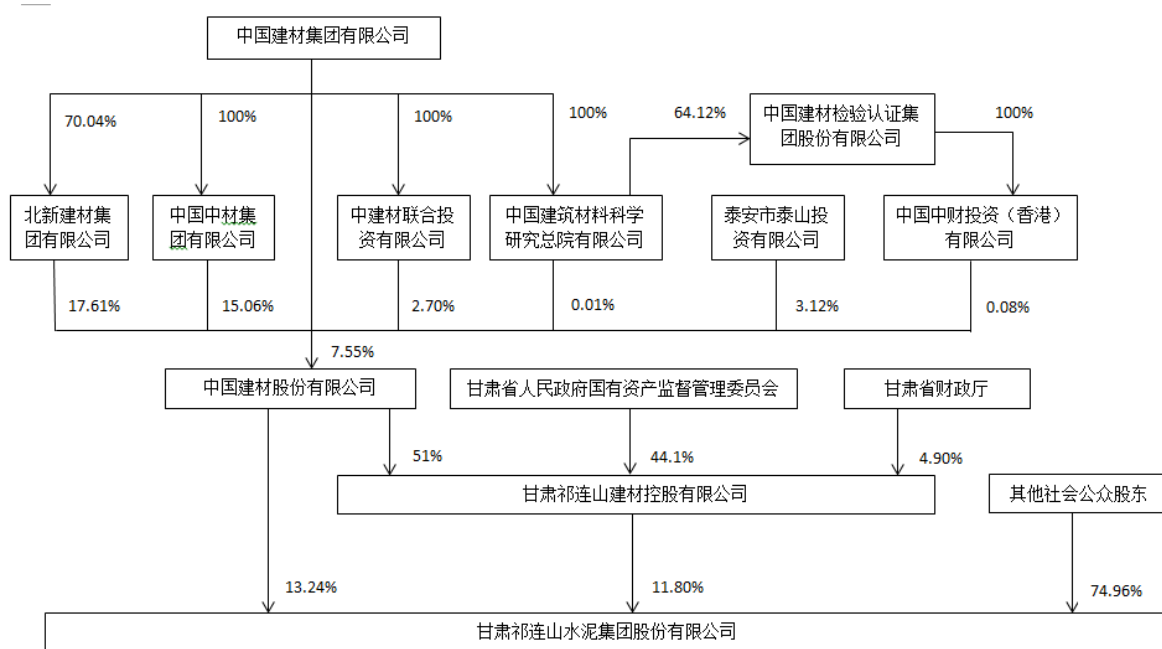 中国建材集团有限公司
70.04%
100%
100%
100%
64.12%
中国建材检验认证集
团股份有限公司
100%
北新建材集
团有限公司
中国中材集
团有限公司
中建材联合投
资有限公司
中国建筑材料科学
研究总院有限公司
泰安市泰山投
资有限公司
中国中财投资（香港）
有限公司
17.61%
15.06%
2.70%
0.01%
3.12%
0.08%
7.55%
中国建材股份有限公司
甘肃省人民政府国有资产监督管理委员会
甘肃省财政厅
51%
44.1%
4.90%
甘肃祁连山建材控股有限公司
其他社会公众股东
13.24%
11.80%
74.96%
甘肃祁连山水泥集团股份有限公司